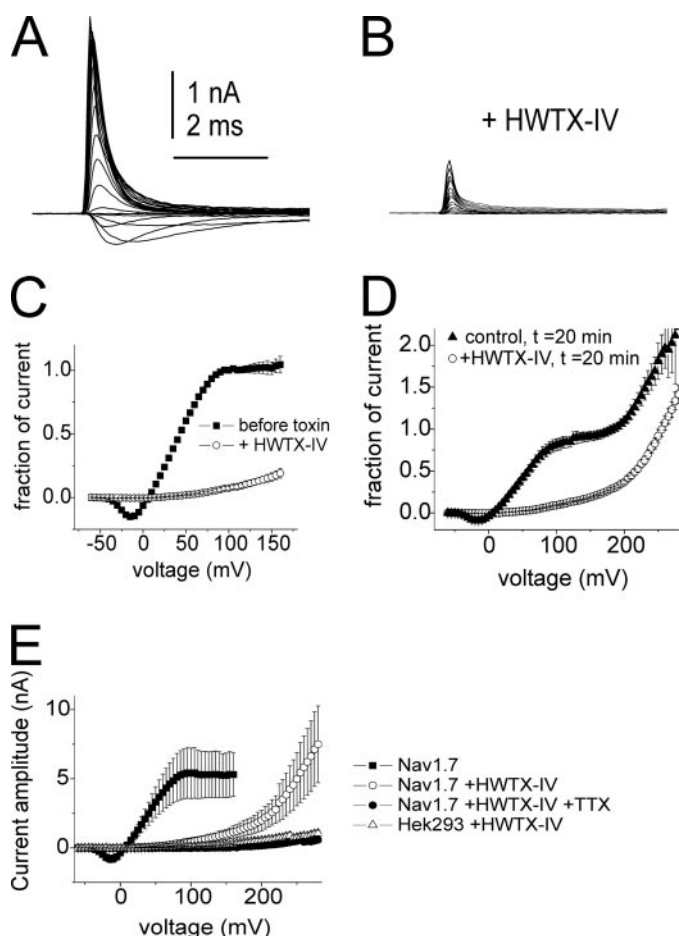 A
1 nA
2 ms
B
+ HWTX-IV
C
fraction of current
1.0
0.5
0.0
before toxin
+ HWTX-IV
-50 0 50 100 150
voltage (mV)
D
fraction of current
2.0
1.5
1.0
0.5
0.0
control, t =20 min
+HWTX-IV, t =20 min
0 100 200
voltage (mV)
E
Current amplitude (nA)
10
5
0
0 100 200
voltage (mV)
Nav1.7
Nav1.7 +HWTX-IV
Nav1.7 +HWTX-IV +TTX
Hek293 +HWTX-IV